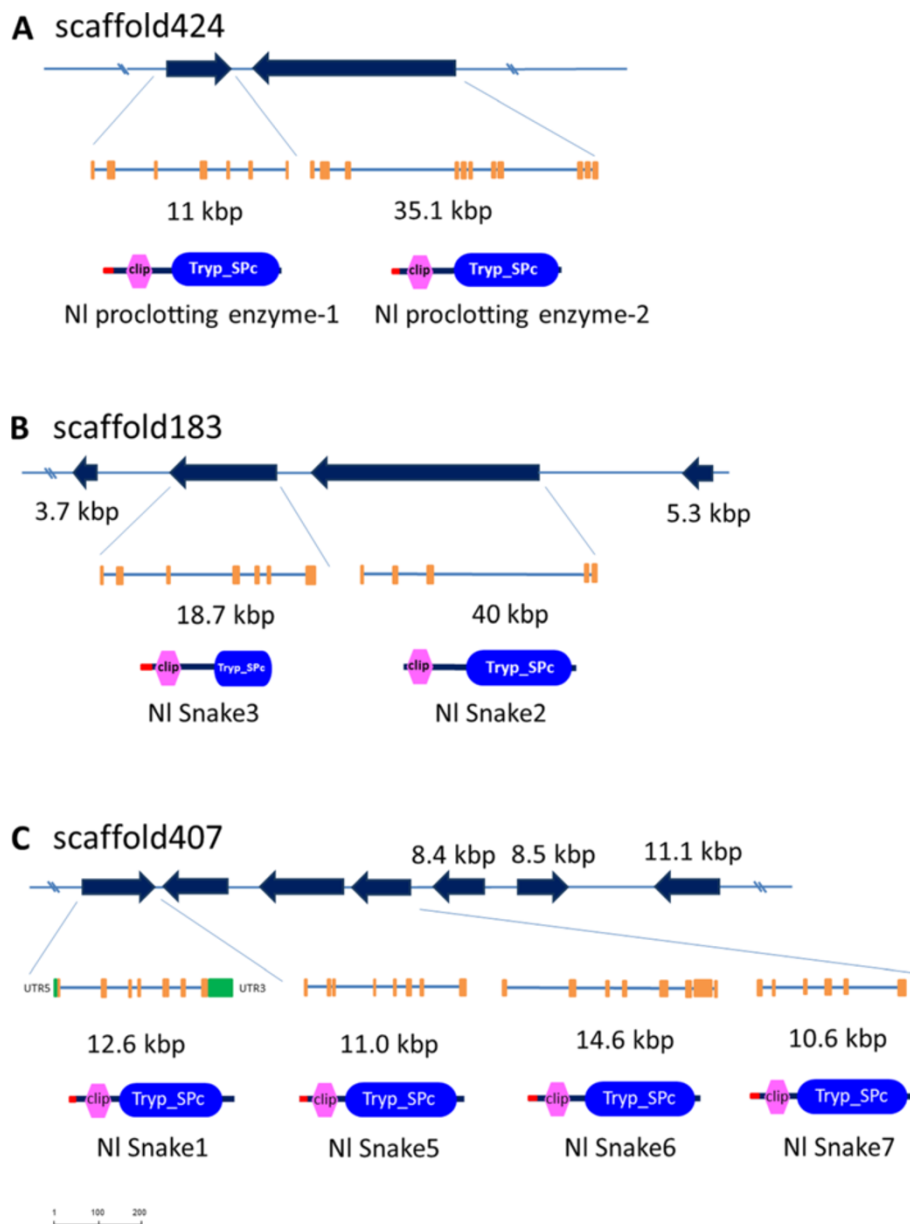 A scaffold424
11 kbp 35.1 kbp
clip Tryp_SPc clip Tryp_SPc
Nl proclotting enzyme-1 Nl proclotting enzyme-2
B scaffold183
3.7 kbp 5.3 kbp
18.7 kbp 40 kbp
clip Tryp_SPc clip Tryp_SPc
Nl Snake3 Nl Snake2
C scaffold407
8.4 kbp 8.5 kbp 11.1 kbp
UTR5 UTR3
12.6 kbp 11.0 kbp 14.6 kbp 10.6 kbp
clip Tryp_SPc clip Tryp_SPc clip Tryp_SPc clip Tryp_SPc
Nl Snake1 Nl Snake5 Nl Snake6 Nl Snake7
1 100 200